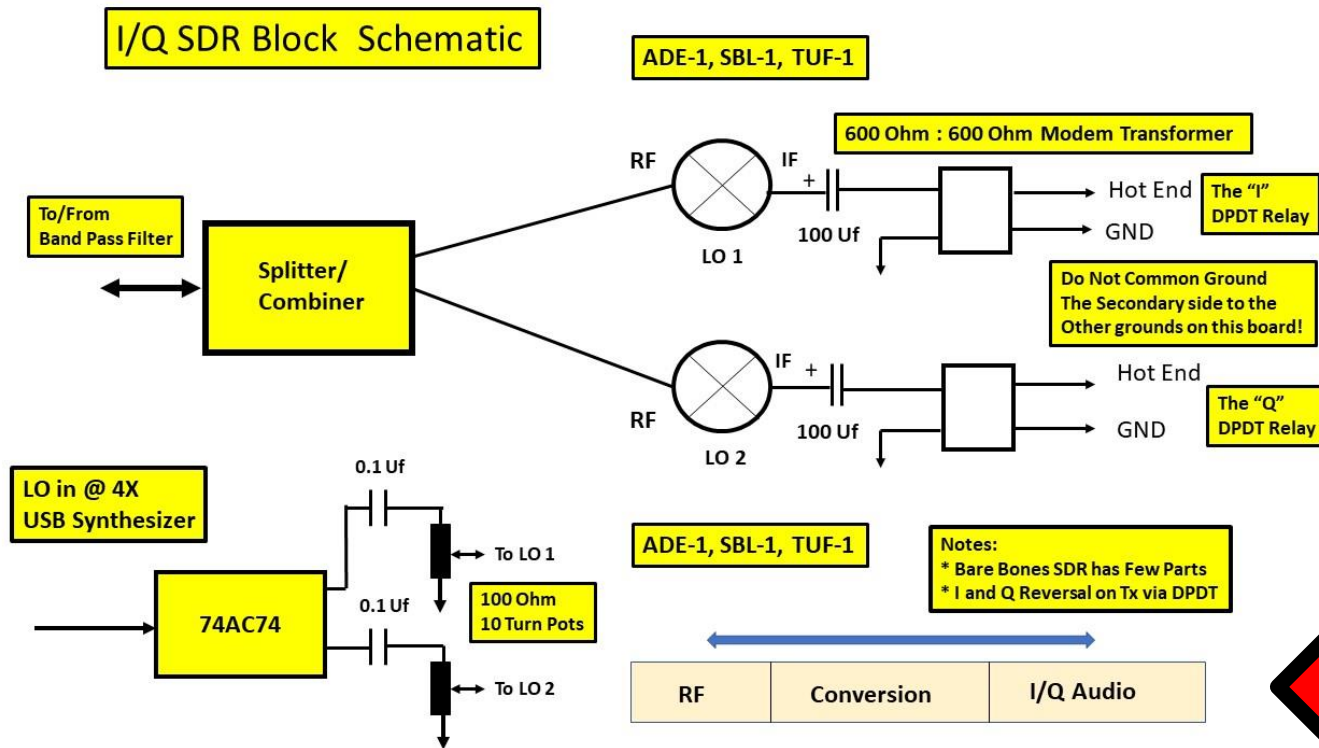 I/Q SDR Block Schematic
ADE-1, SBL-1, TUF-1
600 Ohm : 600 Ohm Modem Transformer
RF
IF
+
100 Uf
LO 1
Hot End
GND
The “I”
DPDT Relay
To/From
Band Pass Filter
Splitter/
Combiner
Do Not Common Ground
The Secondary side to the
Other grounds on this board!
RF
IF
+
100 Uf
LO 2
Hot End
GND
The “Q”
DPDT Relay
LO in @ 4X
USB Synthesizer
0.1 Uf
To LO 1
74AC74
0.1 Uf
100 Ohm
10 Turn Pots
To LO 2
ADE-1, SBL-1, TUF-1
Notes:
* Bare Bones SDR has Few Parts
* I and Q Reversal on Tx via DPDT
RF
Conversion
I/Q Audio